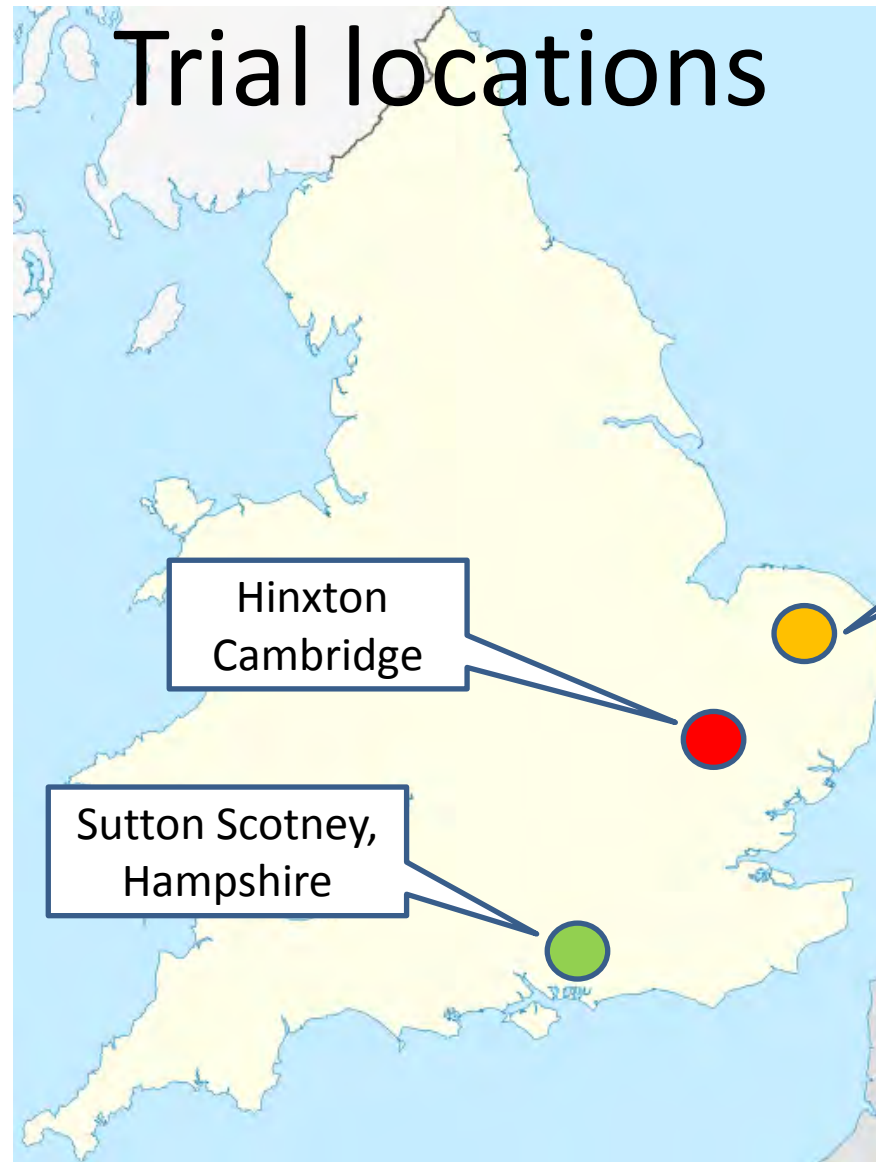 Trial locations
Hinxton
Cambridge
Sutton Scotney,
Hampshire